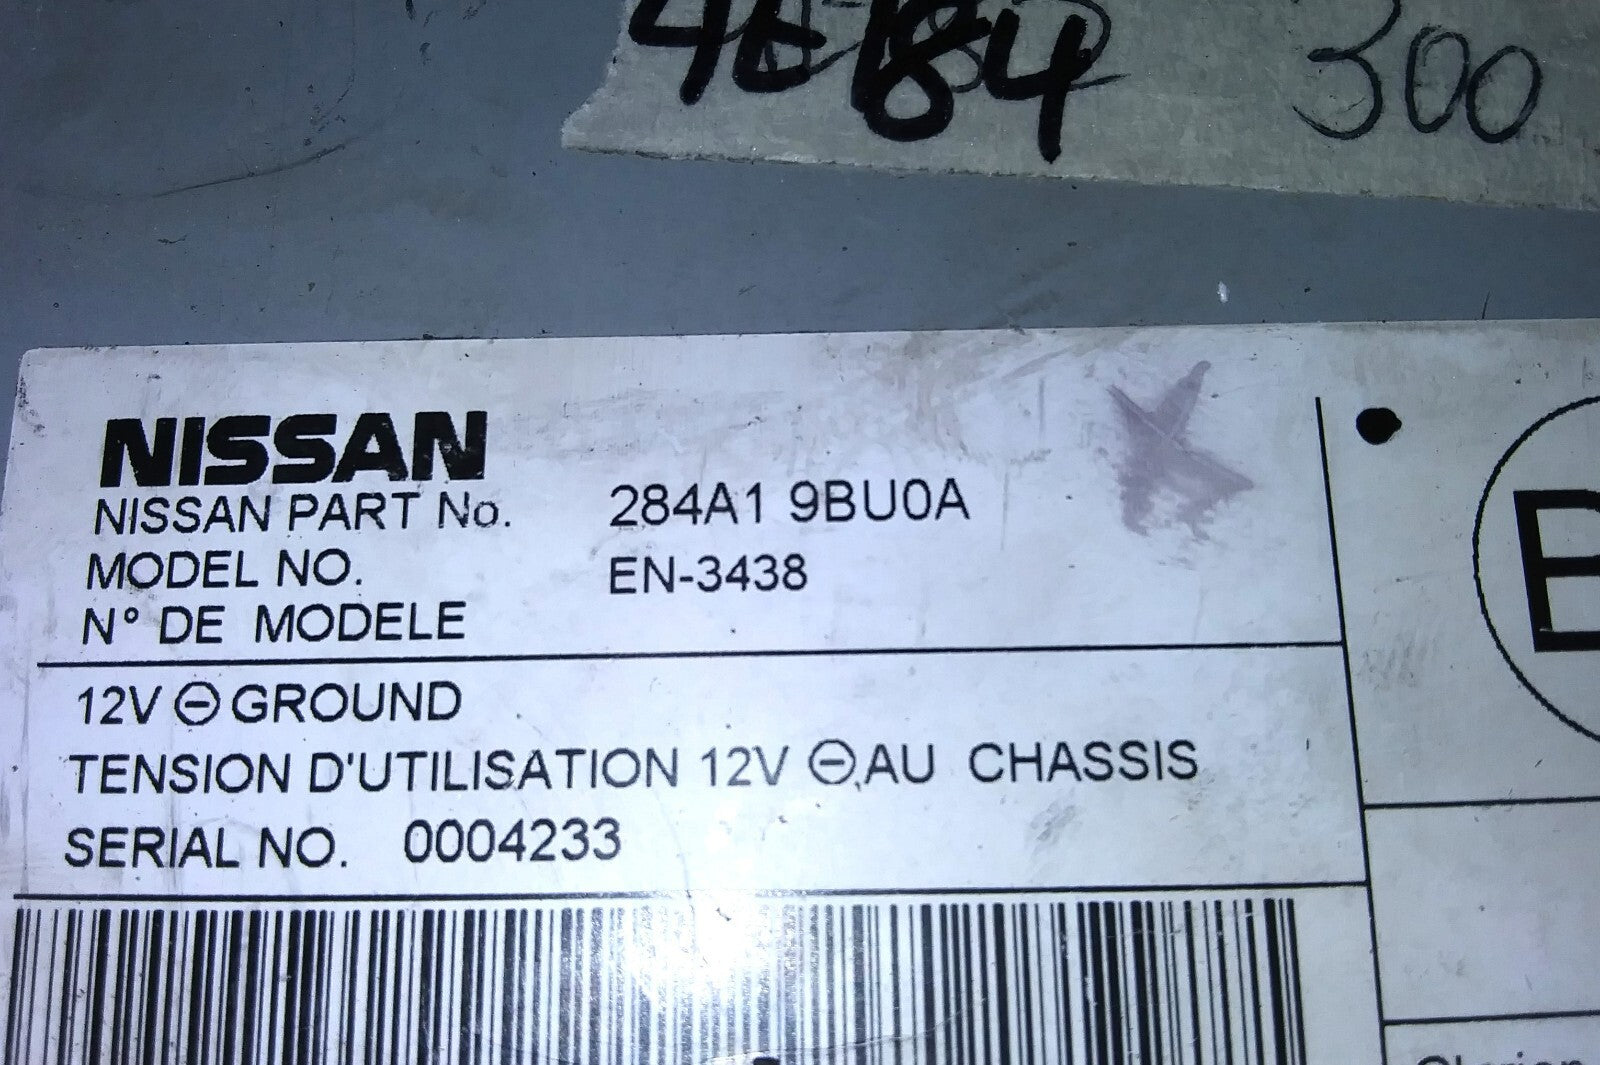 300
NISSAN
NISSAN PART No. 284A1 9BU0A
MODEL NO. EN-3438
N° DE MODELE
12V ⊖ GROUND
TENSION D'UTILISATION 12V ⊖, AU CHASSIS
SERIAL NO. 0004233